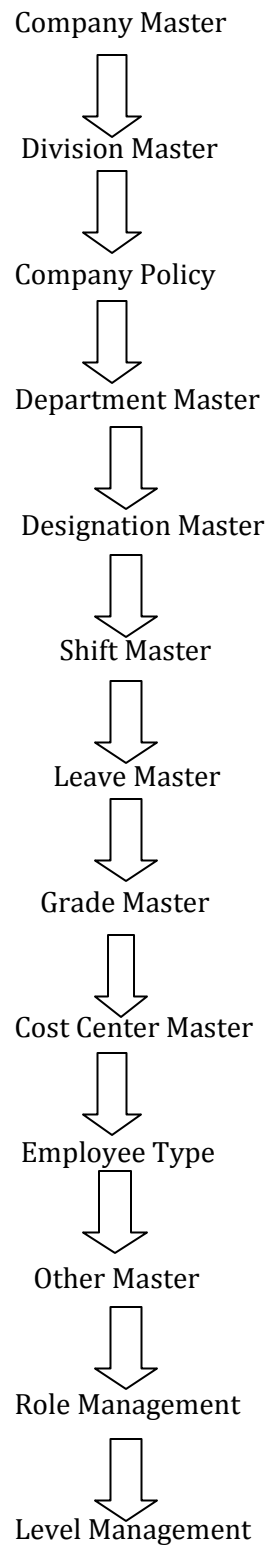 Company Master
Division Master
Company Policy
Department Master
Designation Master
Shift Master
Leave Master
Grade Master
Cost Center Master
Employee Type
Other Master
Role Management
Level Management